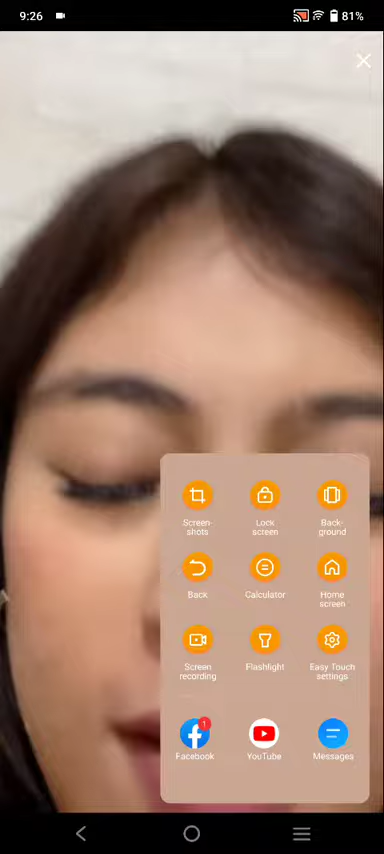 9:26
81%
Screen-
shots
Lock
screen
Back-
ground
Back
Calculator
Home
screen
Screen
recording
Flashlight
Easy Touch
settings
1
Facebook
YouTube
Messages